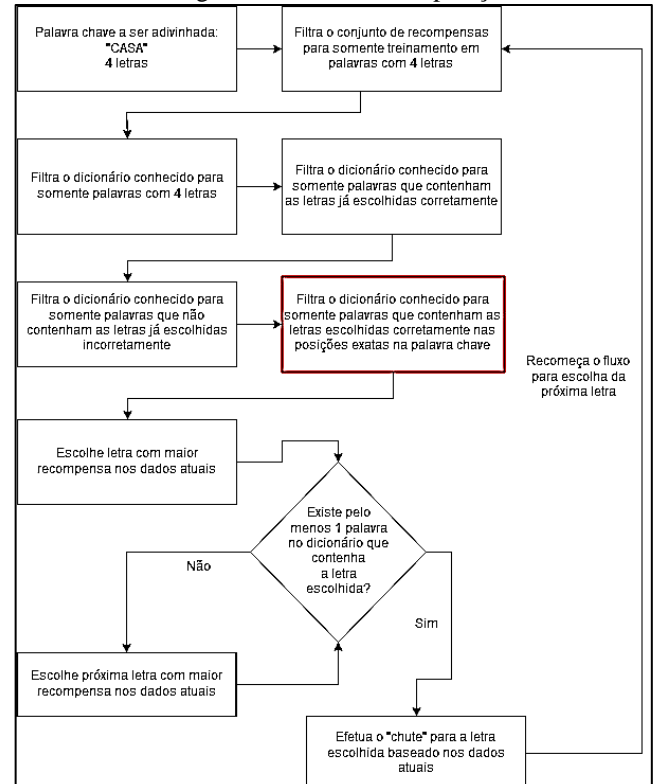 Palavra chave a ser adivinhada:
"CASA"
4 letras
Filtra o conjunto de recompensas
para somente treinamento em
palavras com 4 letras
Filtra o dicionário conhecido para
somente palavras com 4 letras
Filtra o dicionário conhecido para
somente palavras que contenham
as letras já escolhidas corretamente
Filtra o dicionário conhecido para
somente palavras que não
contenham as letras já escolhidas
incorretamente
Filtra o dicionário conhecido para
somente palavras que contenham as
letras escolhidas corretamente nas
posições exatas na palavra chave
Recomeça o fluxo
para escolha da
próxima letra
Escolhe letra com maior
recompensa nos dados atuais
Existe pelo
menos 1 palavra
no dicionário que
contenha
a letra
escolhida?
Não
Sim
Escolhe próxima letra com maior
recompensa nos dados atuais
Efetua o "chute" para a letra
escolhida baseado nos dados
atuais